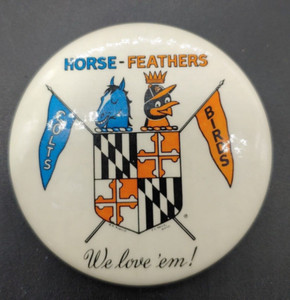 HORSE - FEATHERS
COLTS
BIRDS
We love 'em!